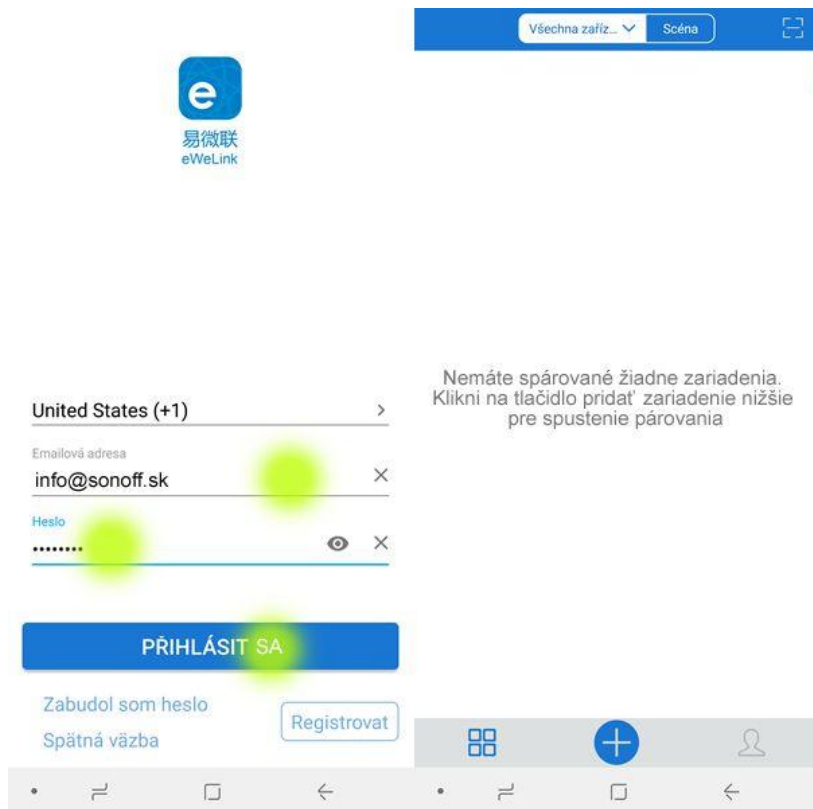 易微联
eWeLink
United States (+1)
Emailová adresa
info@sonoff.sk
Heslo
••••••••
PŘIHLÁSIT SA
Zabudol som heslo
Spätná väzba
Registrovat
Všechna zaříz...
Scéna
Nemáte spárované žiadne zariadenia.
Klikni na tlačidlo pridať zariadenie nižšie
pre spustenie párovania